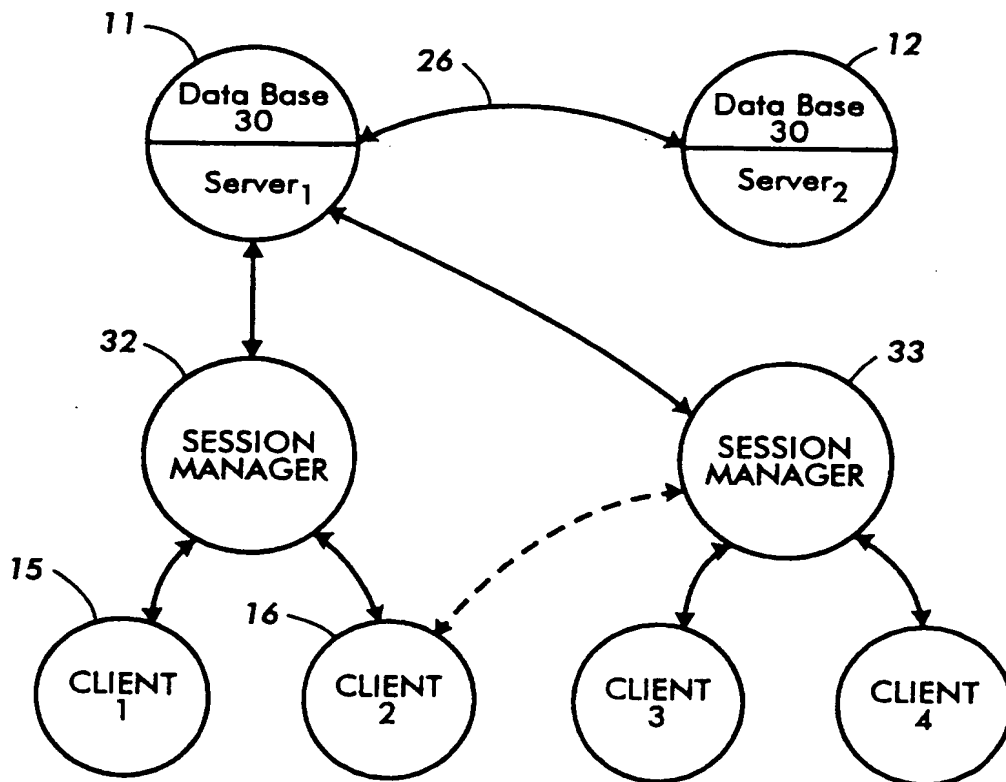 11
26
12
Data Base
30
Server1
Data Base
30
Server2
32
33
SESSION
MANAGER
SESSION
MANAGER
15
16
CLIENT
1
CLIENT
2
CLIENT
3
CLIENT
4